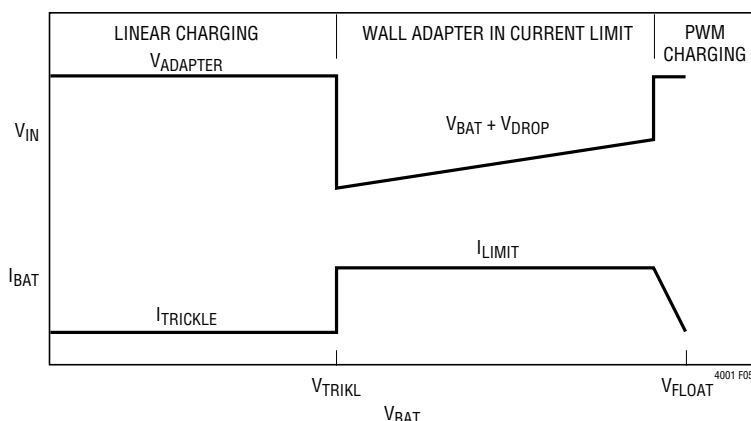 LINEAR CHARGING
WALL ADAPTER IN CURRENT LIMIT
PWM
CHARGING
VADAPTER
VIN
VBAT + VDROP
IBAT
ILIMIT
ITRICKLE
VTRIKL
VFLOAT
4001 F05
VBAT